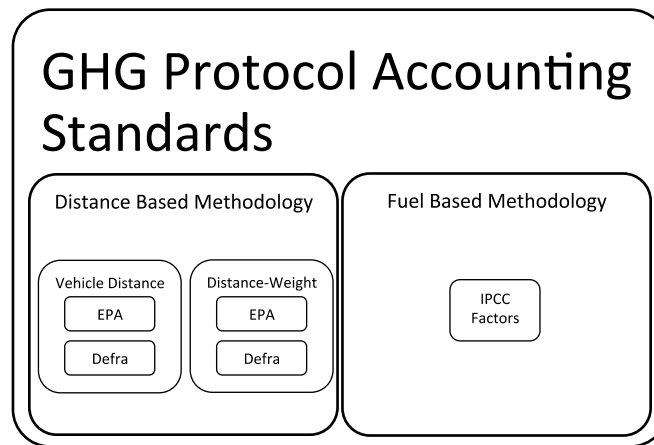 GHG Protocol Accounting
Standards
Distance Based Methodology
Vehicle Distance
EPA
Defra
Distance-Weight
EPA
Defra
Fuel Based Methodology
IPCC
Factors